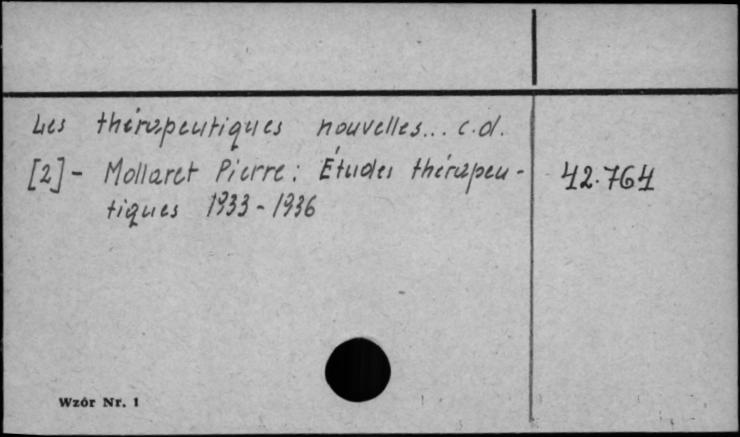 Les thérapeutiques nouvelles... c.d.
[2] - Mollaret Pierre: Études thérapeu- 42.764
tiques 1933-1936
Wzór Nr. 1